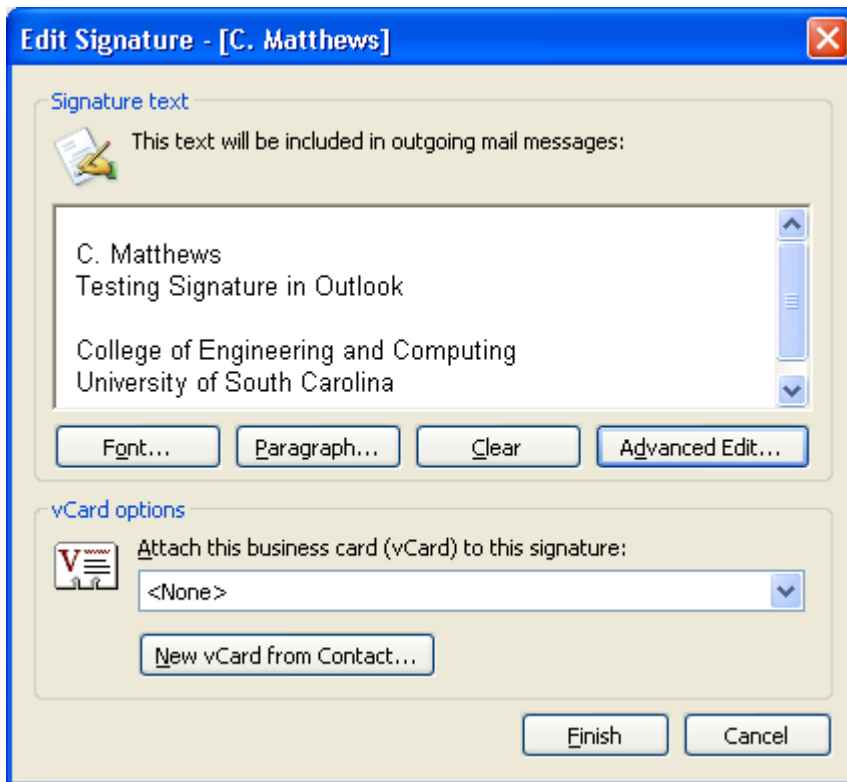 Edit Signature - [C. Matthews]
Signature text
This text will be included in outgoing mail messages:
C. Matthews
Testing Signature in Outlook
College of Engineering and Computing
University of South Carolina
Font...
Paragraph...
Clear
Advanced Edit...
vCard options
Attach this business card (vCard) to this signature:
<None>
New vCard from Contact...
Finish
Cancel